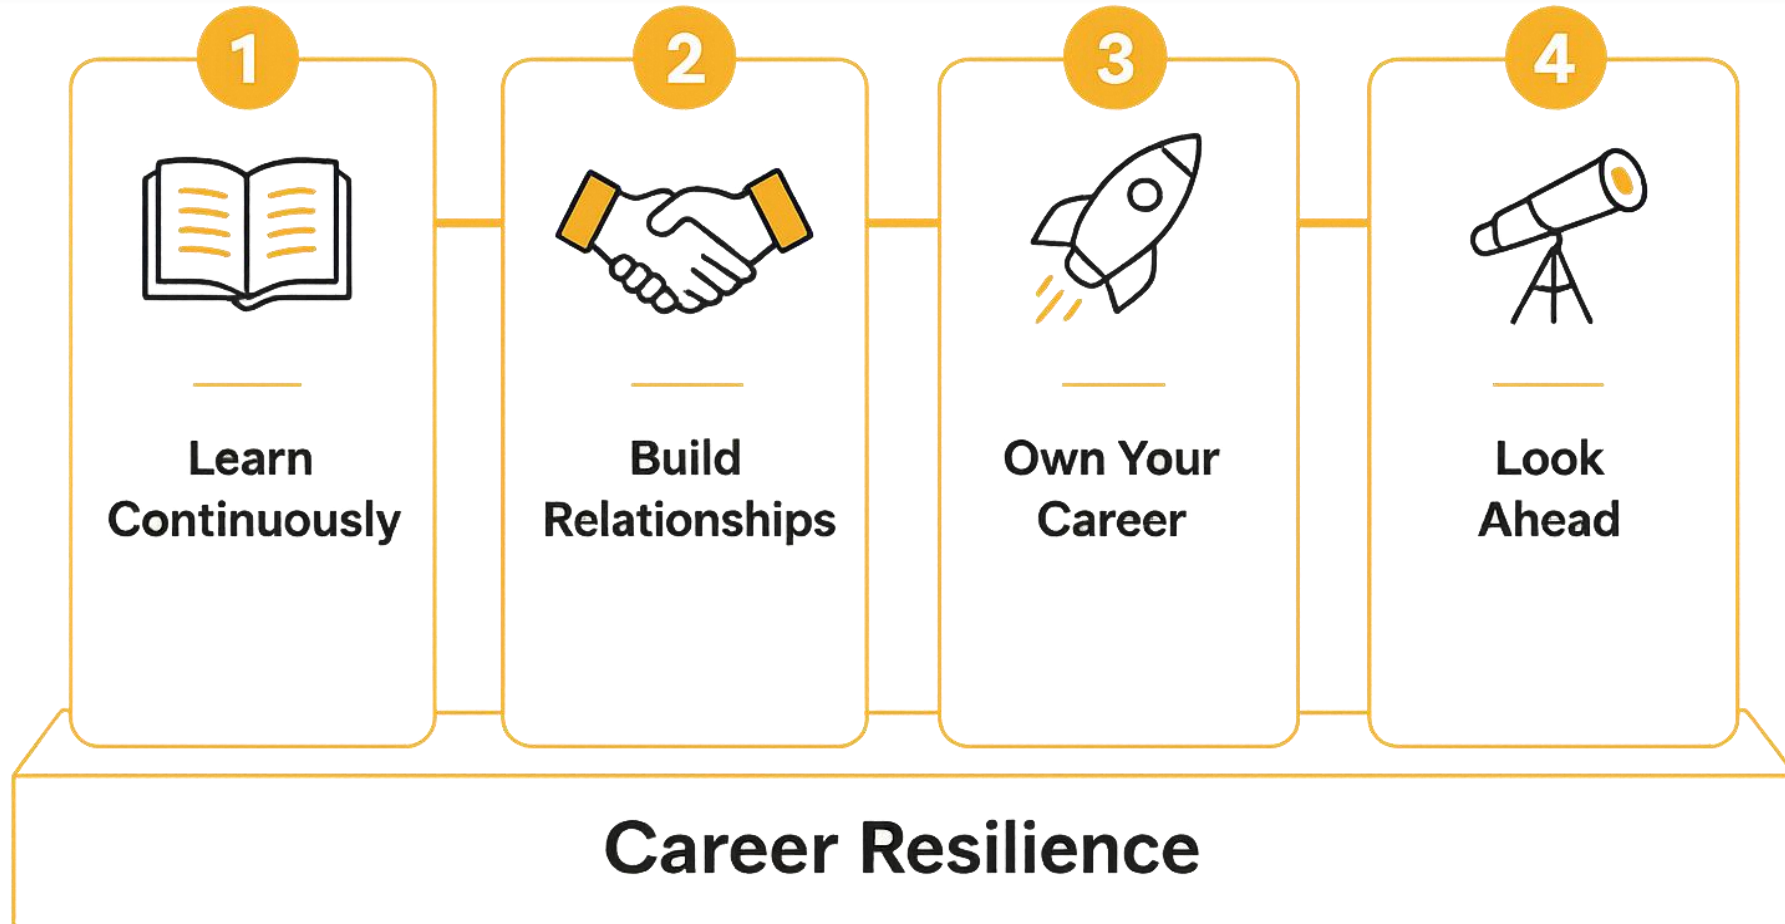 1
Learn
Continuously
2
Build
Relationships
3
Own Your
Career
4
Look
Ahead
Career Resilience